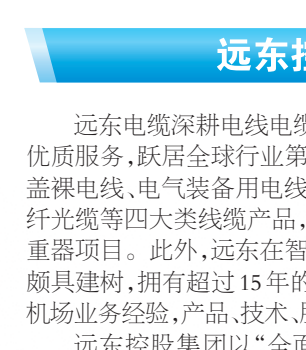 远东控
远东电缆深耕电线电缆
优质服务,跃居全球行业第
盖裸电线、电气装备用电线
纤光缆等四大类线缆产品,
重器项目。此外,远东在智
颇具建树,拥有超过15年的
机场业务经验,产品、技术、服
远东控股集团以“全面